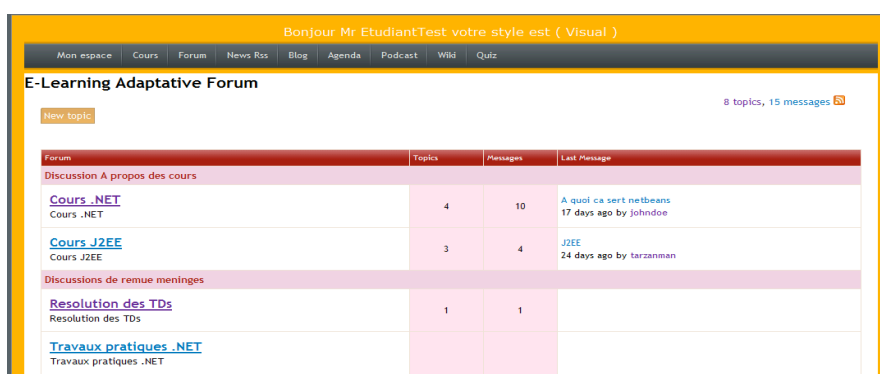 Bonjour Mr EtudiantTest votre style est ( Visual )
Mon espace Cours Forum News Rss Blog Agenda Podcast Wiki Quiz
E-Learning Adaptative Forum
8 topics, 15 messages
New topic
Forum Topics Messages Last Message
Discussion A propos des cours
Cours .NET 4 10 A quoi ca sert netbeans
Cours .NET 17 days ago by johndoe
Cours J2EE 3 4 J2EE
Cours J2EE 24 days ago by tarzanman
Discussions de remue meninges
Resolution des TDs 1 1
Resolution des TDs
Travaux pratiques .NET
Travaux pratiques .NET